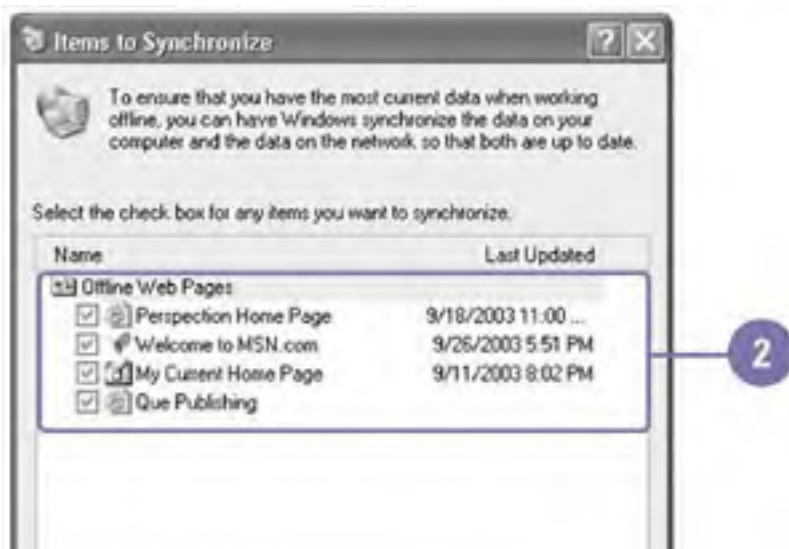 Items to Synchronize
To ensure that you have the most current data when working
offline, you can have Windows synchronize the data on your
computer and the data on the network so that both are up to date.
Select the check box for any items you want to synchronize.
Name Last Updated
Offline Web Pages
Perspection Home Page 9/18/2003 11:00 ...
Welcome to MSN.com 9/26/2003 5:51 PM
My Current Home Page 9/11/2003 8:02 PM
Que Publishing
2